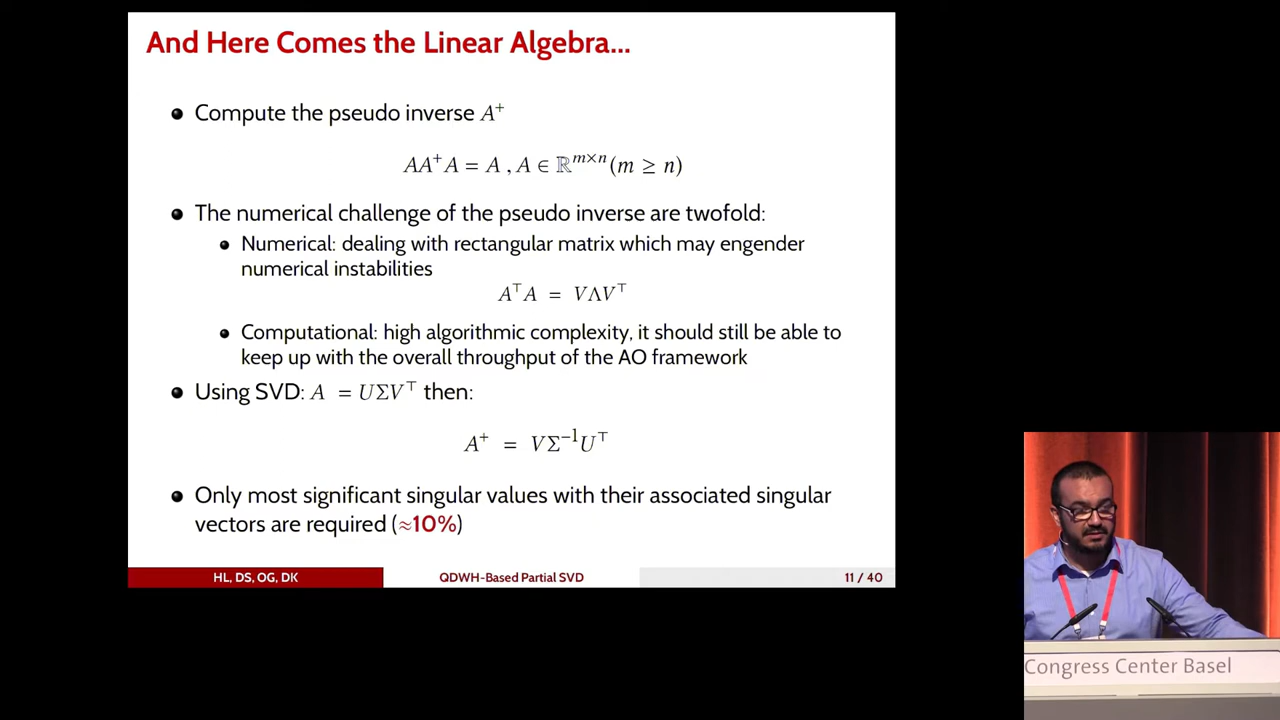 And Here Comes the Linear Algebra...
Compute the pseudo inverse A⁺
AA⁺A = A , A ∈ ℝᵐˣⁿ (m ≥ n)
The numerical challenge of the pseudo inverse are twofold:
Numerical: dealing with rectangular matrix which may engender
numerical instabilities
A⊤A = VΛV⊤
Computational: high algorithmic complexity, it should still be able to
keep up with the overall throughput of the AO framework
Using SVD: A = UΣV⊤ then:
A⁺ = VΣ⁻¹U⊤
Only most significant singular values with their associated singular
vectors are required (≈10%)
HL, DS, OG, DK
QDWH-Based Partial SVD
11 / 40
Congress Center Basel